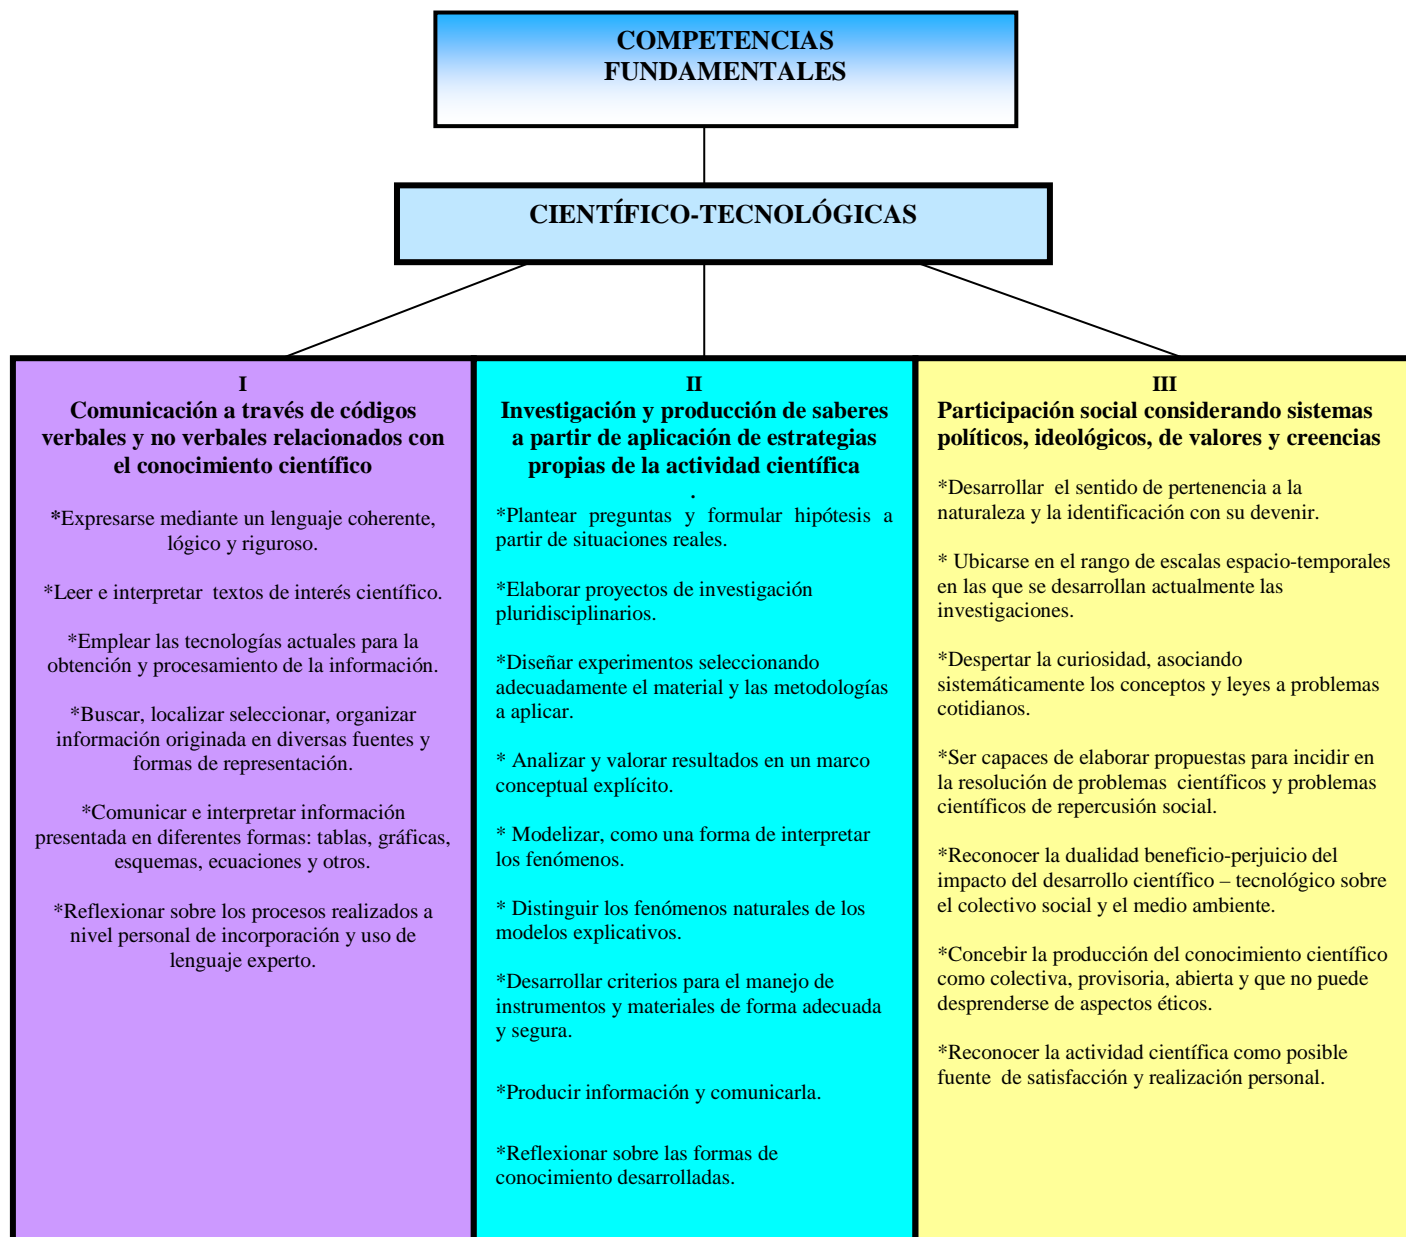 COMPETENCIAS
FUNDAMENTALES
CIENTÍFICO-TECNOLÓGICAS
I
Comunicación a través de códigos
verbales y no verbales relacionados con
el conocimiento científico
*Expresarse mediante un lenguaje coherente,
lógico y riguroso.
*Leer e interpretar textos de interés científico.
*Emplear las tecnologías actuales para la
obtención y procesamiento de la información.
*Buscar, localizar seleccionar, organizar
información originada en diversas fuentes y
formas de representación.
*Comunicar e interpretar información
presentada en diferentes formas: tablas, gráficas,
esquemas, ecuaciones y otros.
*Reflexionar sobre los procesos realizados a
nivel personal de incorporación y uso de
lenguaje experto.
II
Investigación y producción de saberes
a partir de aplicación de estrategias
propias de la actividad científica
.
*Plantear preguntas y formular hipótesis a
partir de situaciones reales.
*Elaborar proyectos de investigación
pluridisciplinarios.
*Diseñar experimentos seleccionando
adecuadamente el material y las metodologías
a aplicar.
* Analizar y valorar resultados en un marco
conceptual explícito.
* Modelizar, como una forma de interpretar
los fenómenos.
* Distinguir los fenómenos naturales de los
modelos explicativos.
*Desarrollar criterios para el manejo de
instrumentos y materiales de forma adecuada
y segura.
*Producir información y comunicarla.
*Reflexionar sobre las formas de
conocimiento desarrolladas.
III
Participación social considerando sistemas
políticos, ideológicos, de valores y creencias
*Desarrollar el sentido de pertenencia a la
naturaleza y la identificación con su devenir.
* Ubicarse en el rango de escalas espacio-temporales
en las que se desarrollan actualmente las
investigaciones.
*Despertar la curiosidad, asociando
sistemáticamente los conceptos y leyes a problemas
cotidianos.
*Ser capaces de elaborar propuestas para incidir en
la resolución de problemas científicos y problemas
científicos de repercusión social.
*Reconocer la dualidad beneficio-perjuicio del
impacto del desarrollo científico – tecnológico sobre
el colectivo social y el medio ambiente.
*Concebir la producción del conocimiento científico
como colectiva, provisoria, abierta y que no puede
desprenderse de aspectos éticos.
*Reconocer la actividad científica como posible
fuente de satisfacción y realización personal.